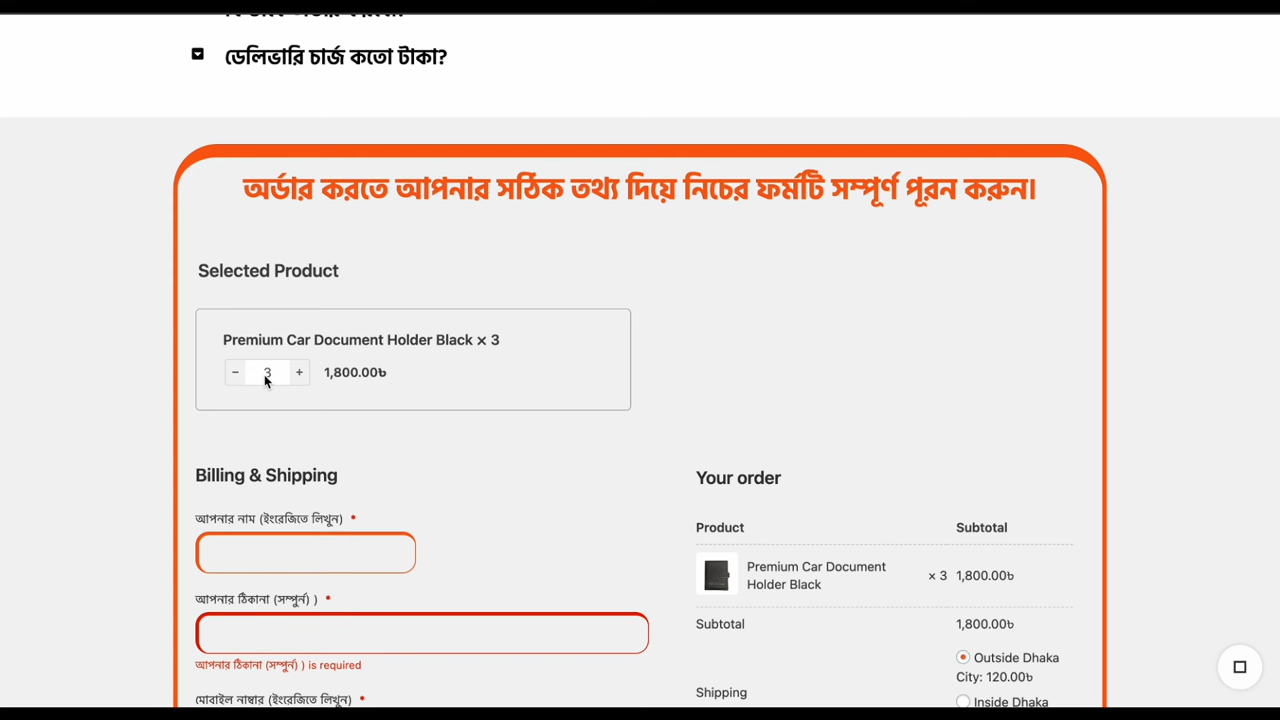 ডেলিভারি চার্জ কতো টাকা?
অর্ডার করতে আপনার সঠিক তথ্য দিয়ে নিচের ফর্মটি সম্পূর্ণ পূরন করুন।
Selected Product
Premium Car Document Holder Black × 3
− 3 + 1,800.00৳
Billing & Shipping
আপনার নাম (ইংরেজিতে লিখুন) *
আপনার ঠিকানা (সম্পুর্ন) ) *
আপনার ঠিকানা (সম্পুর্ন) ) is required
মোবাইল নাম্বার (ইংরেজিতে লিখুন) *
Your order
Product Subtotal
Premium Car Document
Holder Black × 3 1,800.00৳
Subtotal 1,800.00৳
Outside Dhaka
City: 120.00৳
Shipping
Inside Dhaka